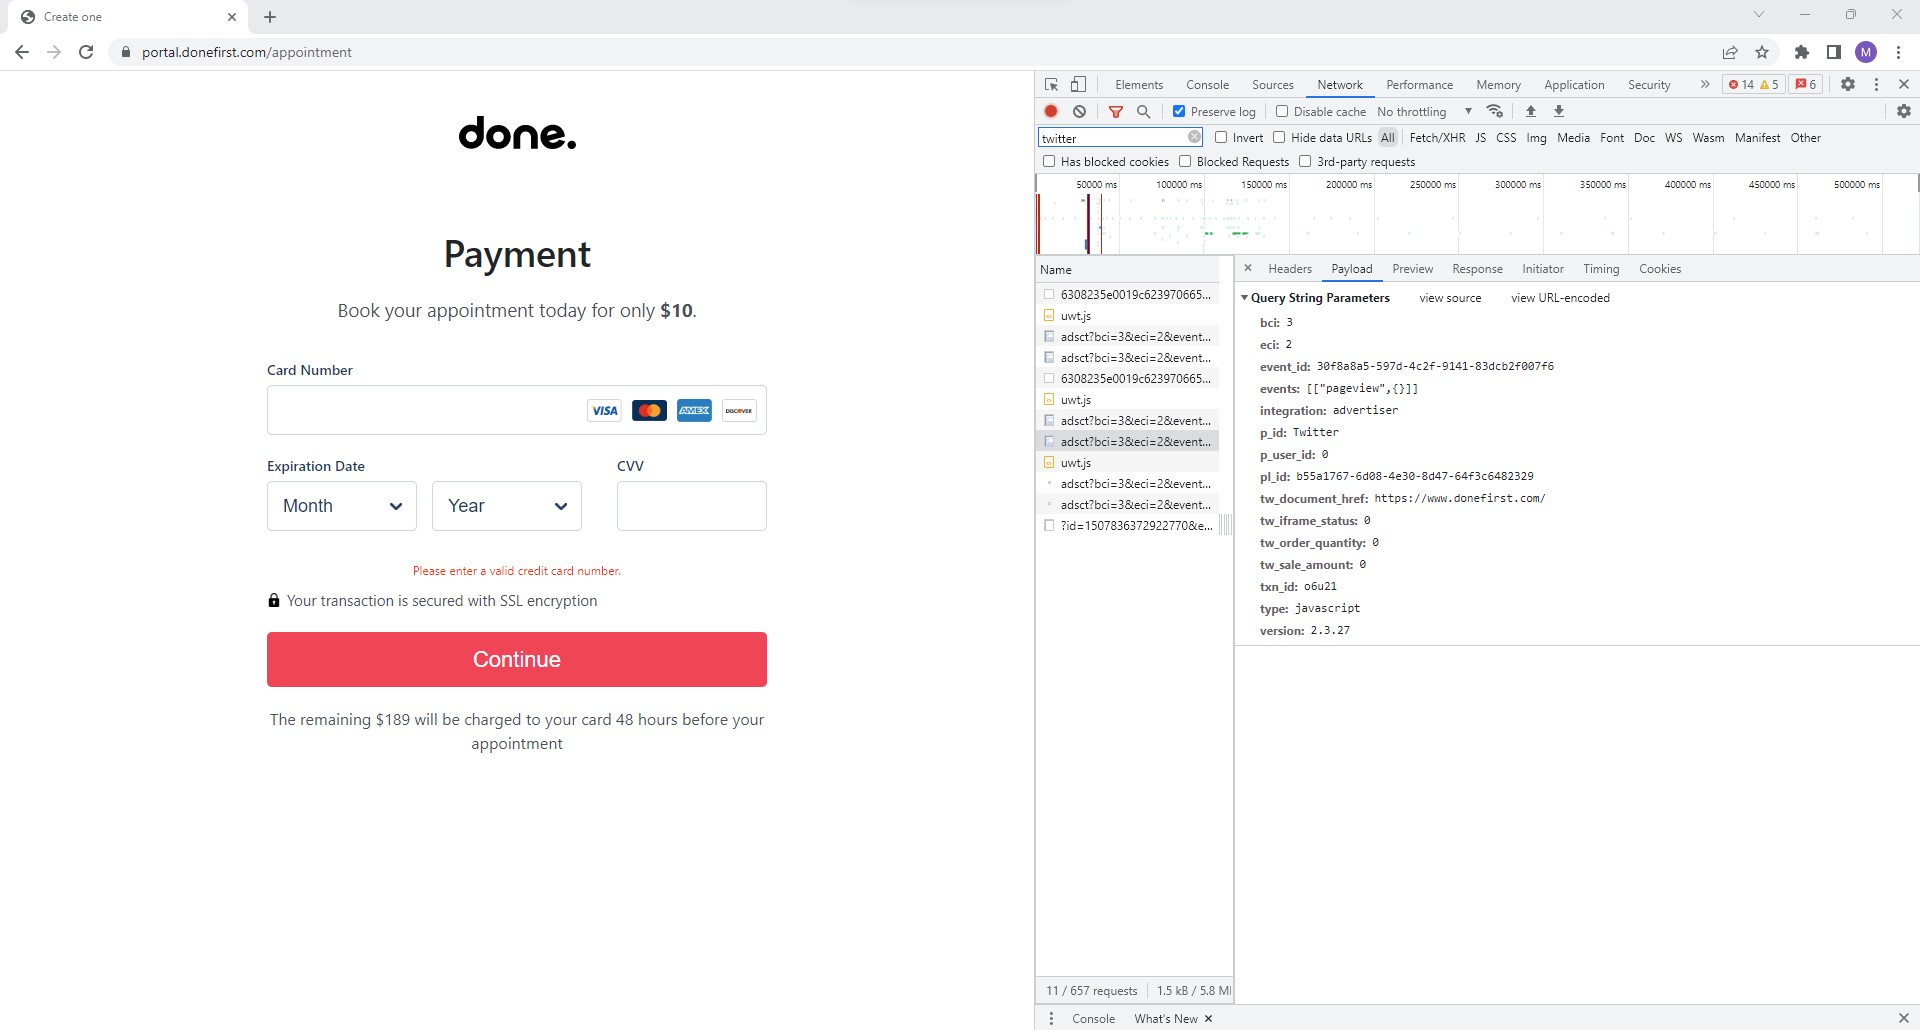 Create one
portal.donefirst.com/appointment
M
done.
Payment
Book your appointment today for only $10.
Card Number
VISA
AMEX
DISCOVER
Expiration Date
CVV
Month
Year
Please enter a valid credit card number.
Your transaction is secured with SSL encryption
Continue
The remaining $189 will be charged to your card 48 hours before your
appointment
Elements Console Sources Network Performance Memory Application Security 14 5 6
Preserve log Disable cache No throttling
twitter Invert Hide data URLs All Fetch/XHR JS CSS Img Media Font Doc WS Wasm Manifest Other
Has blocked cookies Blocked Requests 3rd-party requests
50000 ms 100000 ms 150000 ms 200000 ms 250000 ms 300000 ms 350000 ms 400000 ms 450000 ms 500000 ms
Name
6308235e0019c623970665...
uwt.js
adsct?bci=3&eci=2&event...
adsct?bci=3&eci=2&event...
6308235e0019c623970665...
uwt.js
adsct?bci=3&eci=2&event...
adsct?bci=3&eci=2&event...
uwt.js
adsct?bci=3&eci=2&event...
adsct?bci=3&eci=2&event...
?id=1507836372922770&e...
11 / 657 requests 1.5 kB / 5.8 M
Headers Payload Preview Response Initiator Timing Cookies
Query String Parameters view source view URL-encoded
bci: 3
eci: 2
event_id: 30f8a8a5-597d-4c2f-9141-83dcb2f007f6
events: [["pageview",{}]]
integration: advertiser
p_id: Twitter
p_user_id: 0
pl_id: b55a1767-6d08-4e30-8d47-64f3c6482329
tw_document_href: https://www.donefirst.com/
tw_iframe_status: 0
tw_order_quantity: 0
tw_sale_amount: 0
txn_id: o6u21
type: javascript
version: 2.3.27
Console What's New